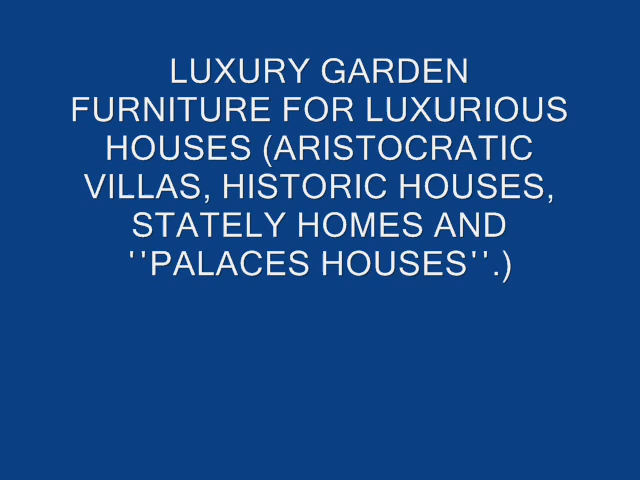 LUXURY GARDEN
FURNITURE FOR LUXURIOUS
HOUSES (ARISTOCRATIC
VILLAS, HISTORIC HOUSES,
STATELY HOMES AND
''PALACES HOUSES''.)